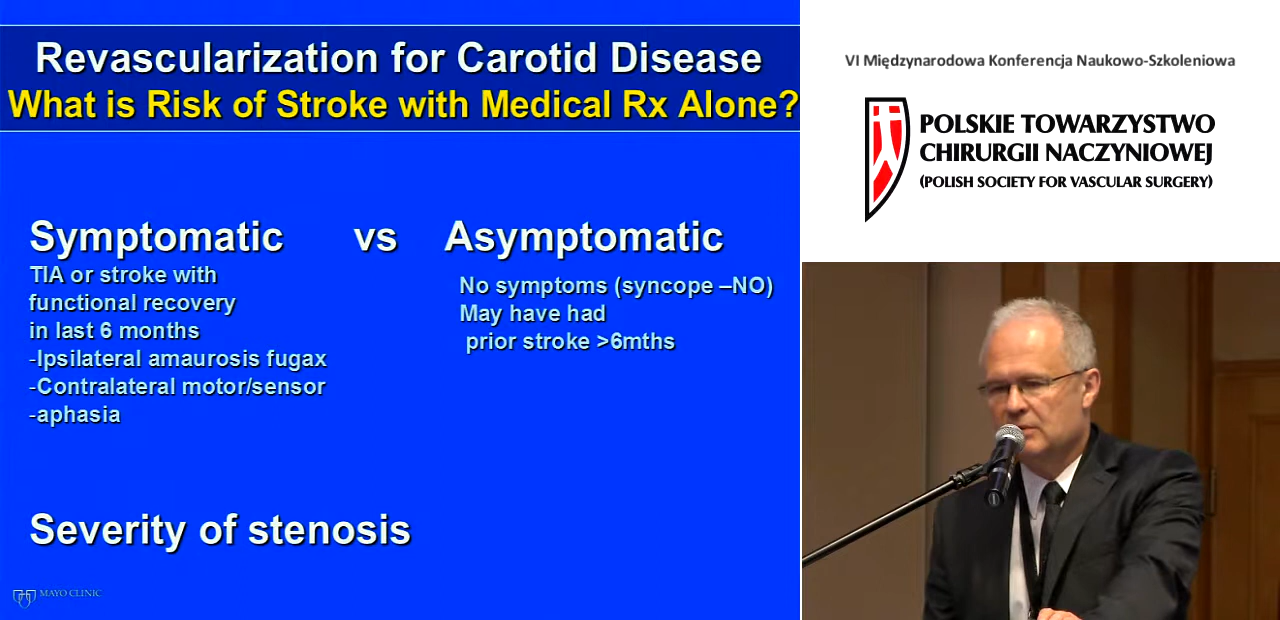 Revascularization for Carotid Disease
What is Risk of Stroke with Medical Rx Alone?
Symptomatic vs Asymptomatic
TIA or stroke with
functional recovery
in last 6 months
-Ipsilateral amaurosis fugax
-Contralateral motor/sensor
-aphasia
No symptoms (syncope –NO)
May have had
prior stroke >6mths
Severity of stenosis
MAYO CLINIC
VI Międzynarodowa Konferencja Naukowo-Szkoleniowa
POLSKIE TOWARZYSTWO
CHIRURGII NACZYNIOWEJ
(POLISH SOCIETY FOR VASCULAR SURGERY)